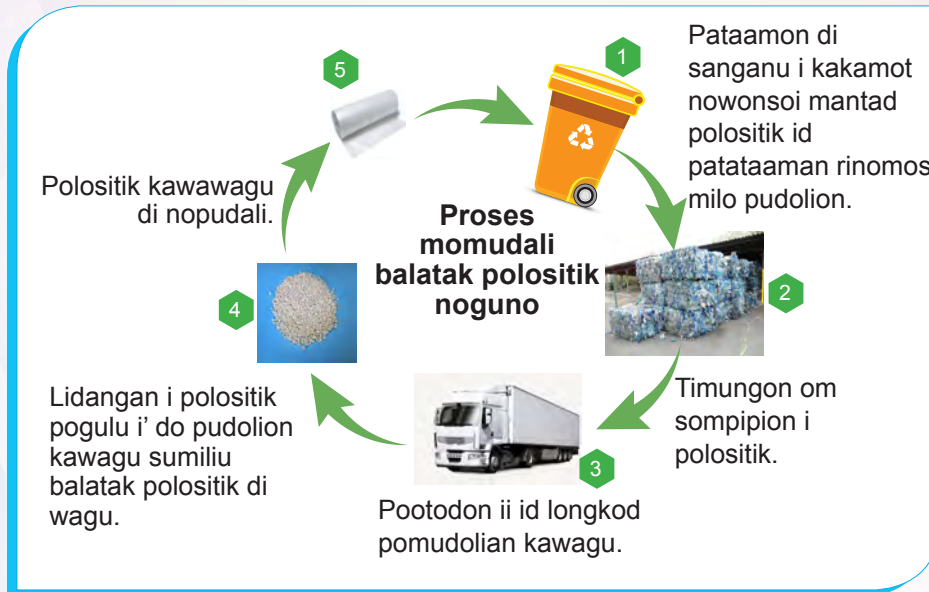 Proses
momudali
balatak polositik
noguno
1
Pataamon di
sanganu i kakamot
nowonsoi mantad
polositik id
patataaman rinomos
milo pudolion.
2
Timungon om
sompipion i
polositik.
3
Pootodon ii id longkod
pomudolian kawagu.
4
Lidangan i polositik
pogulu i' do pudolion
kawagu sumiliu
balatak polositik di
wagu.
5
Polositik kawawagu
di nopudali.